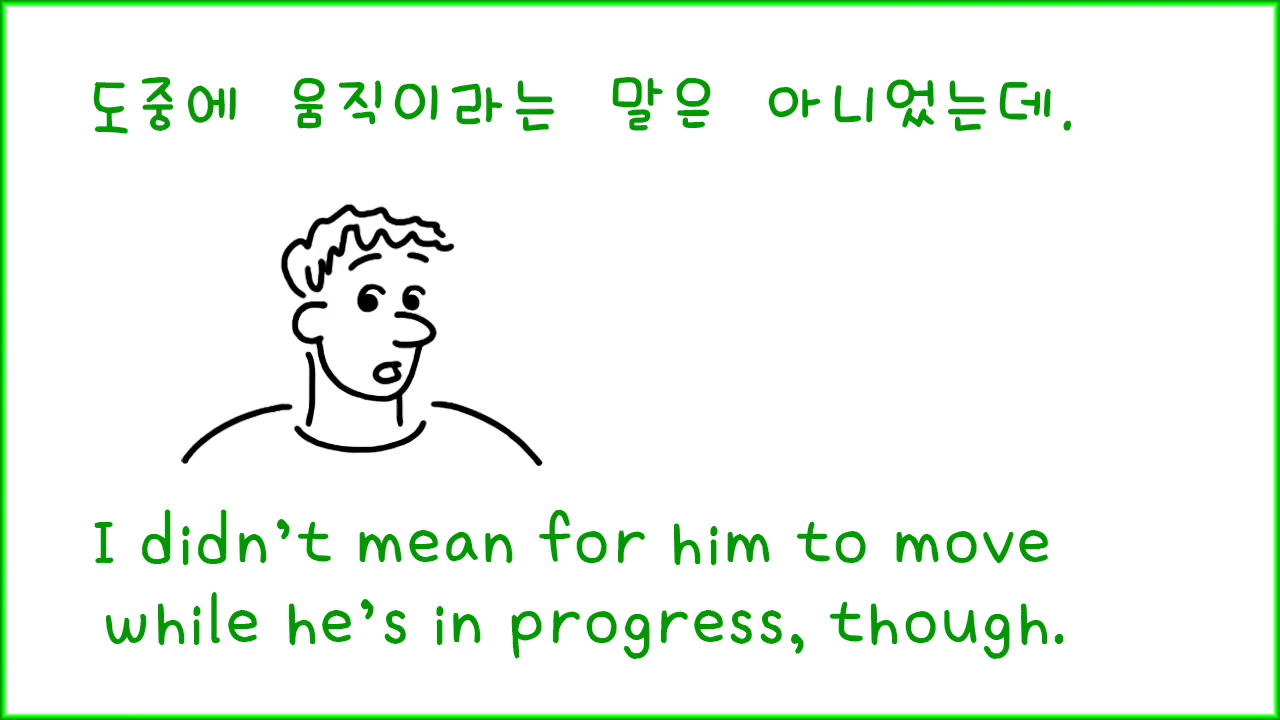 도중에 움직이라는 말은 아니었는데.
I didn't mean for him to move
while he's in progress, though.